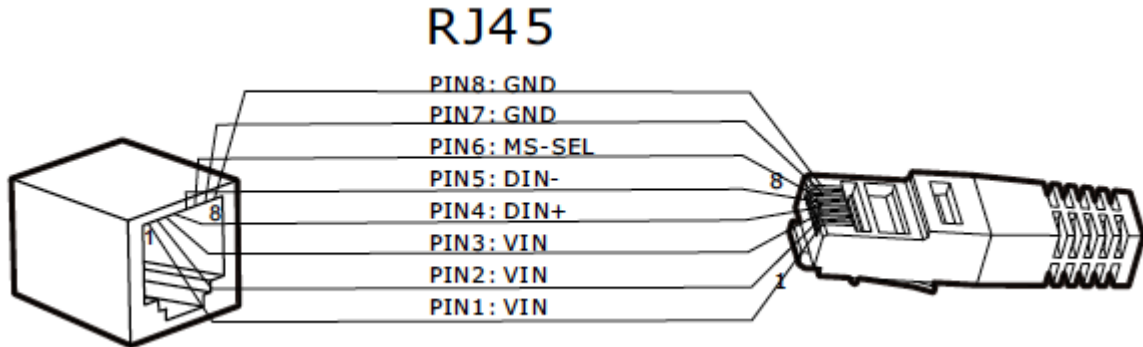 RJ45
PIN8: GND
PIN7: GND
PIN6: MS-SEL
PIN5: DIN-
8
PIN4: DIN+
8
1
PIN3: VIN
PIN2: VIN
1
PIN1: VIN